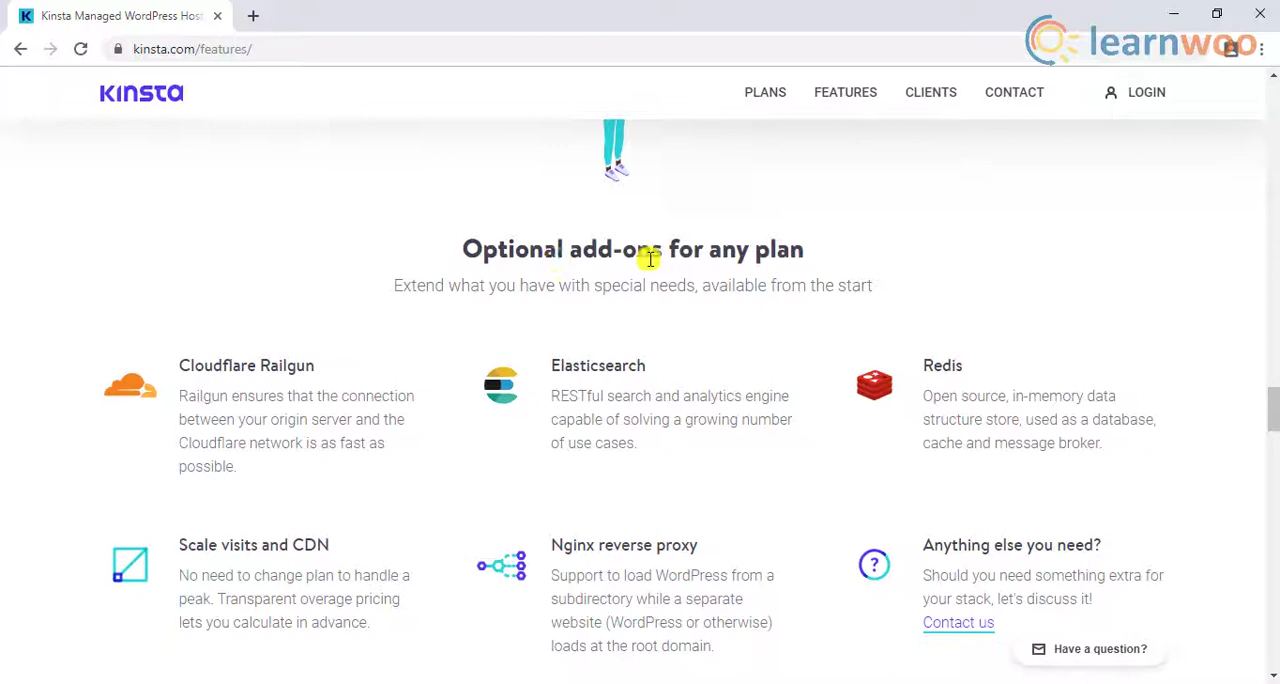 Kinsta Managed WordPress Host
kinsta.com/features/
learnwoo
KINSTA
PLANS FEATURES CLIENTS CONTACT LOGIN
Optional add-ons for any plan
Extend what you have with special needs, available from the start
Cloudflare Railgun
Railgun ensures that the connection
between your origin server and the
Cloudflare network is as fast as
possible.
Elasticsearch
RESTful search and analytics engine
capable of solving a growing number
of use cases.
Redis
Open source, in-memory data
structure store, used as a database,
cache and message broker.
Scale visits and CDN
No need to change plan to handle a
peak. Transparent overage pricing
lets you calculate in advance.
Nginx reverse proxy
Support to load WordPress from a
subdirectory while a separate
website (WordPress or otherwise)
loads at the root domain.
Anything else you need?
Should you need something extra for
your stack, let's discuss it!
Contact us
Have a question?